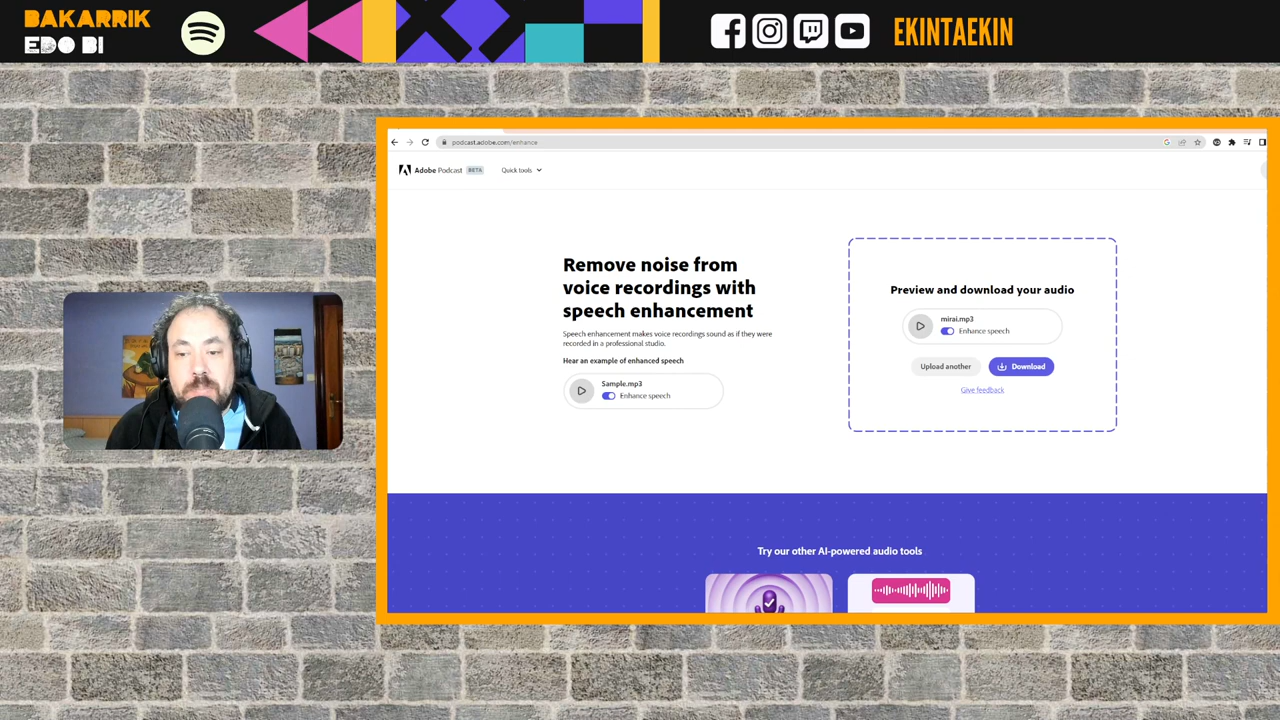 BAKARRIK
EDO BI
EKINTAEKIN
podcast.adobe.com/enhance
Adobe Podcast BETA Quick tools
Remove noise from
voice recordings with
speech enhancement
Speech enhancement makes voice recordings sound as if they were
recorded in a professional studio.
Hear an example of enhanced speech
Sample.mp3
Enhance speech
Preview and download your audio
mirai.mp3
Enhance speech
Upload another
Download
Give feedback
Try our other AI-powered audio tools